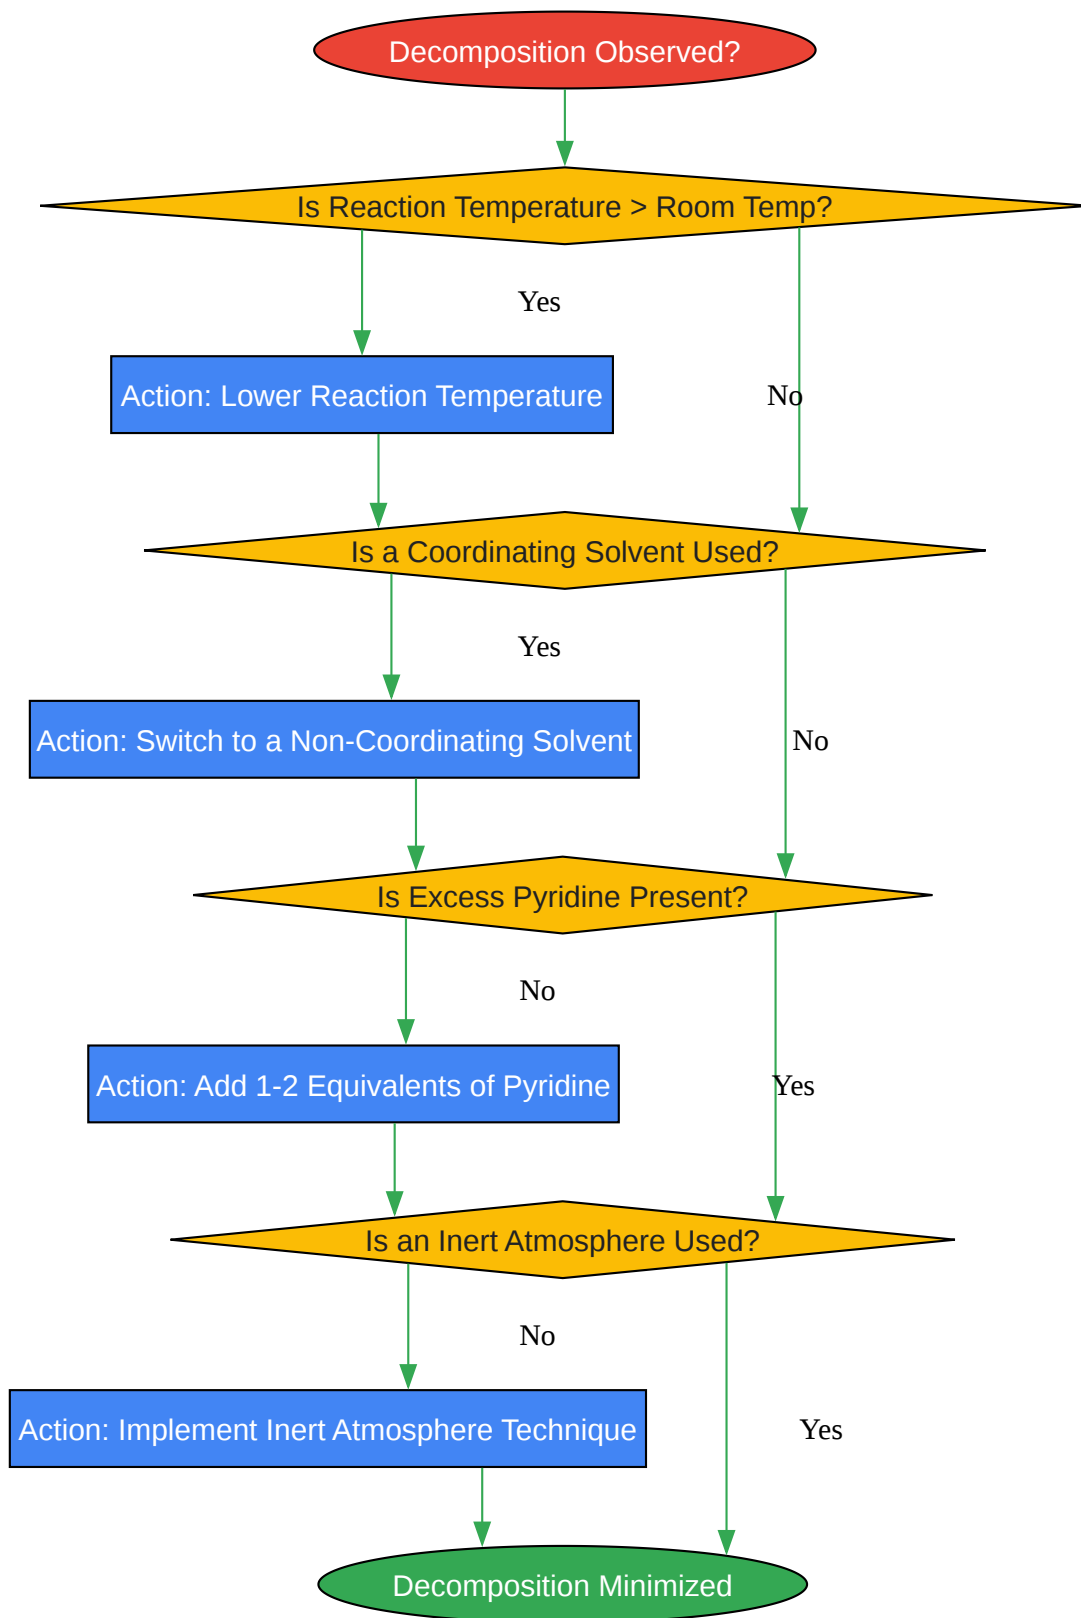 Decomposition Observed?
Is Reaction Temperature > Room Temp?
Yes
Action: Lower Reaction Temperature
No
Is a Coordinating Solvent Used?
Yes
Action: Switch to a Non-Coordinating Solvent
No
Is Excess Pyridine Present?
No
Action: Add 1-2 Equivalents of Pyridine
Yes
Is an Inert Atmosphere Used?
No
Action: Implement Inert Atmosphere Technique
Yes
Decomposition Minimized